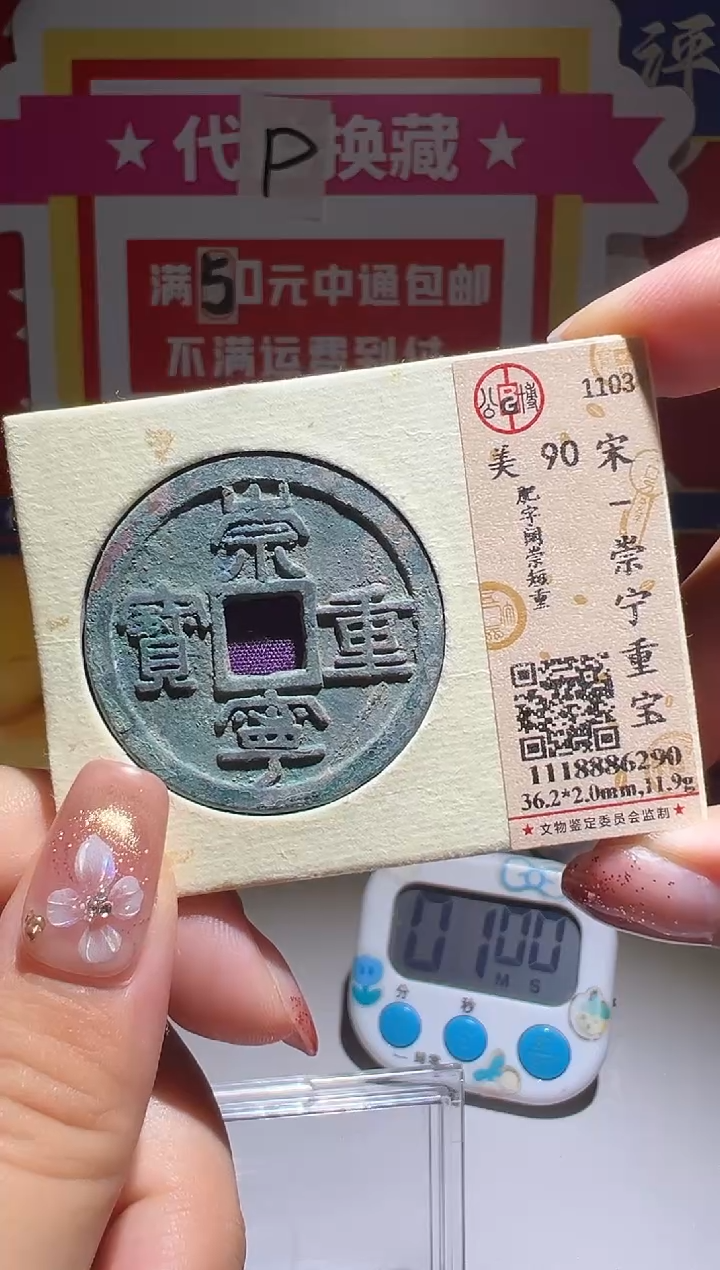 评
★ 代P换藏 ★
满50元中通包邮
不满运费到付
公博
1103
美 90
宋一崇宁重宝
肥字阔崇短重
崇
寶 重
寧
1118886290
36.2*2.0mm,11.9g
★ 文物鉴定委员会监制 ★
01 00
M S
分 秒